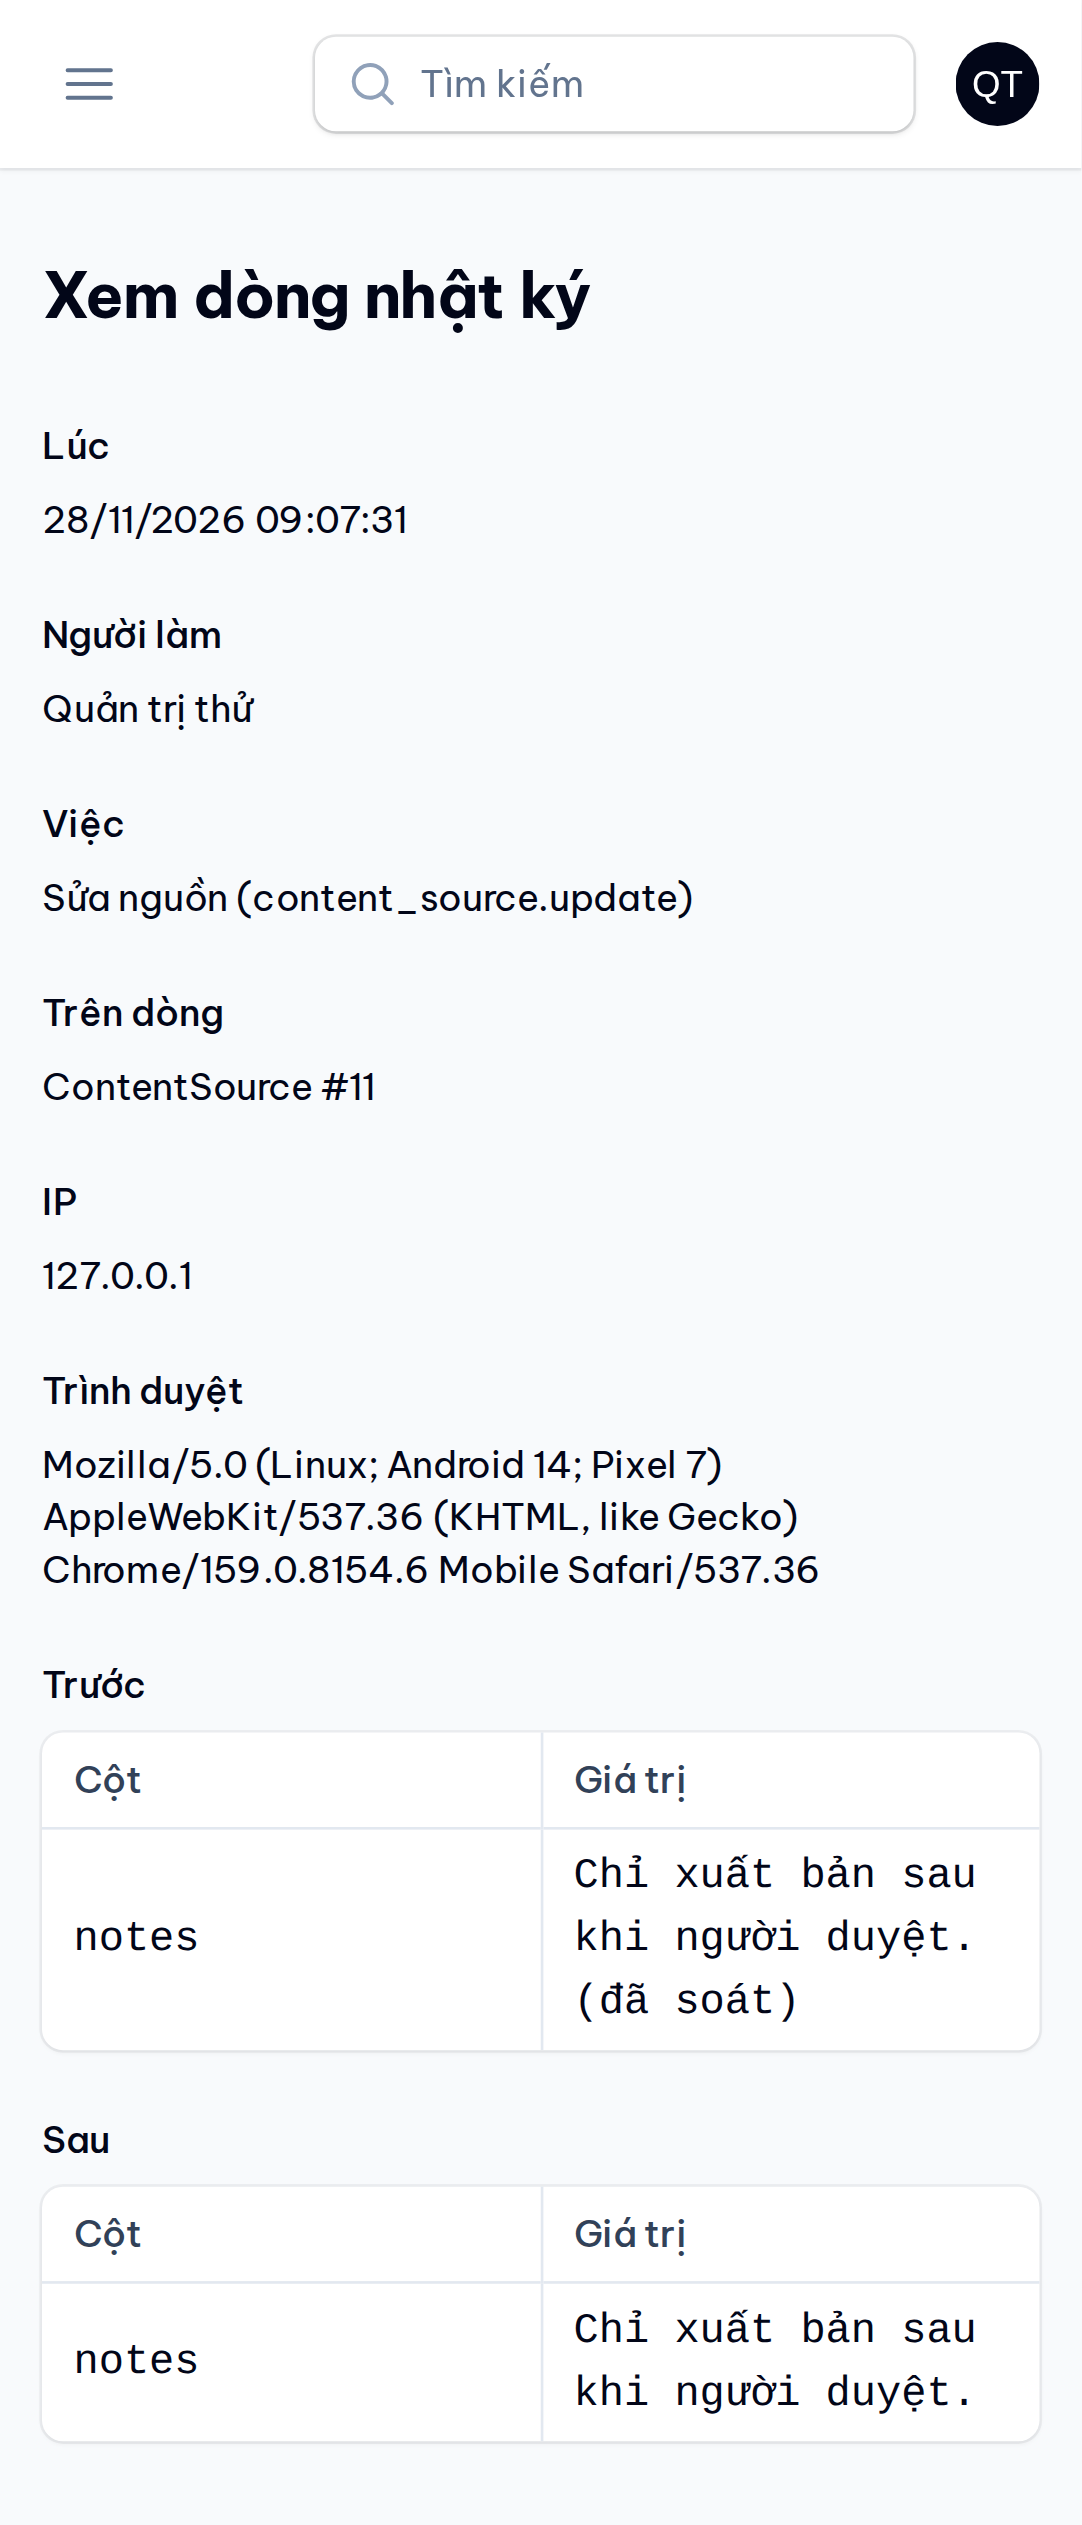 Tìm kiếm
QT
Xem dòng nhật ký
Lúc
28/11/2026 09:07:31
Người làm
Quản trị thử
Việc
Sửa nguồn (content_source.update)
Trên dòng
ContentSource #11
IP
127.0.0.1
Trình duyệt
Mozilla/5.0 (Linux; Android 14; Pixel 7)
AppleWebKit/537.36 (KHTML, like Gecko)
Chrome/159.0.8154.6 Mobile Safari/537.36
Trước
Cột
Giá trị
notes
Chỉ xuất bản sau
khi người duyệt.
(đã soát)
Sau
Cột
Giá trị
notes
Chỉ xuất bản sau
khi người duyệt.